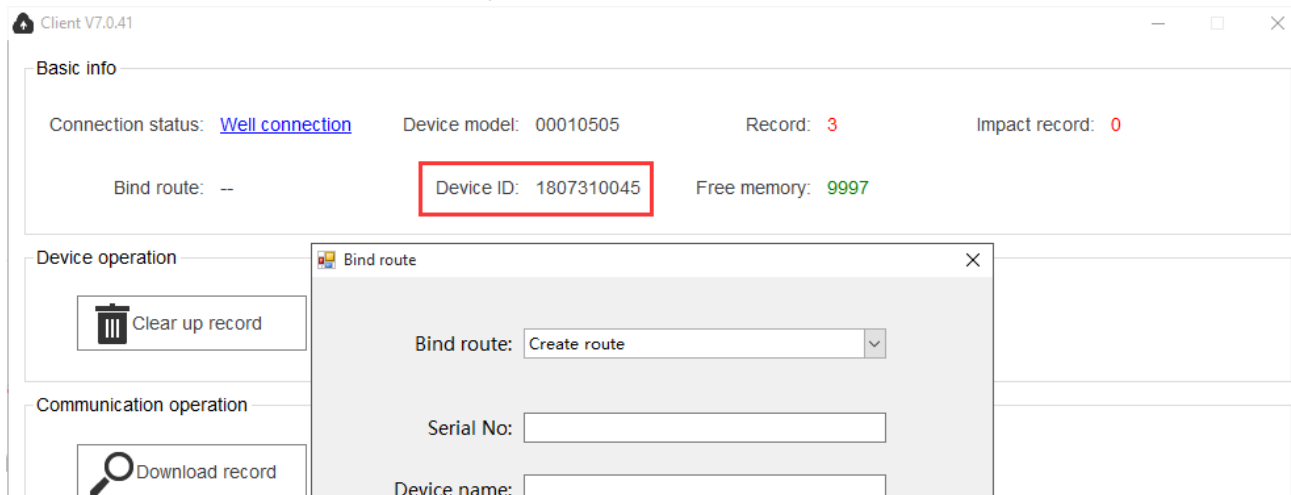 Client V7.0.41
Basic info
Connection status: Well connection Device model: 00010505 Record: 3 Impact record: 0
Bind route: -- Device ID: 1807310045 Free memory: 9997
Device operation
Bind route
Clear up record
Bind route: Create route
Communication operation
Serial No:
Download record
Device name: